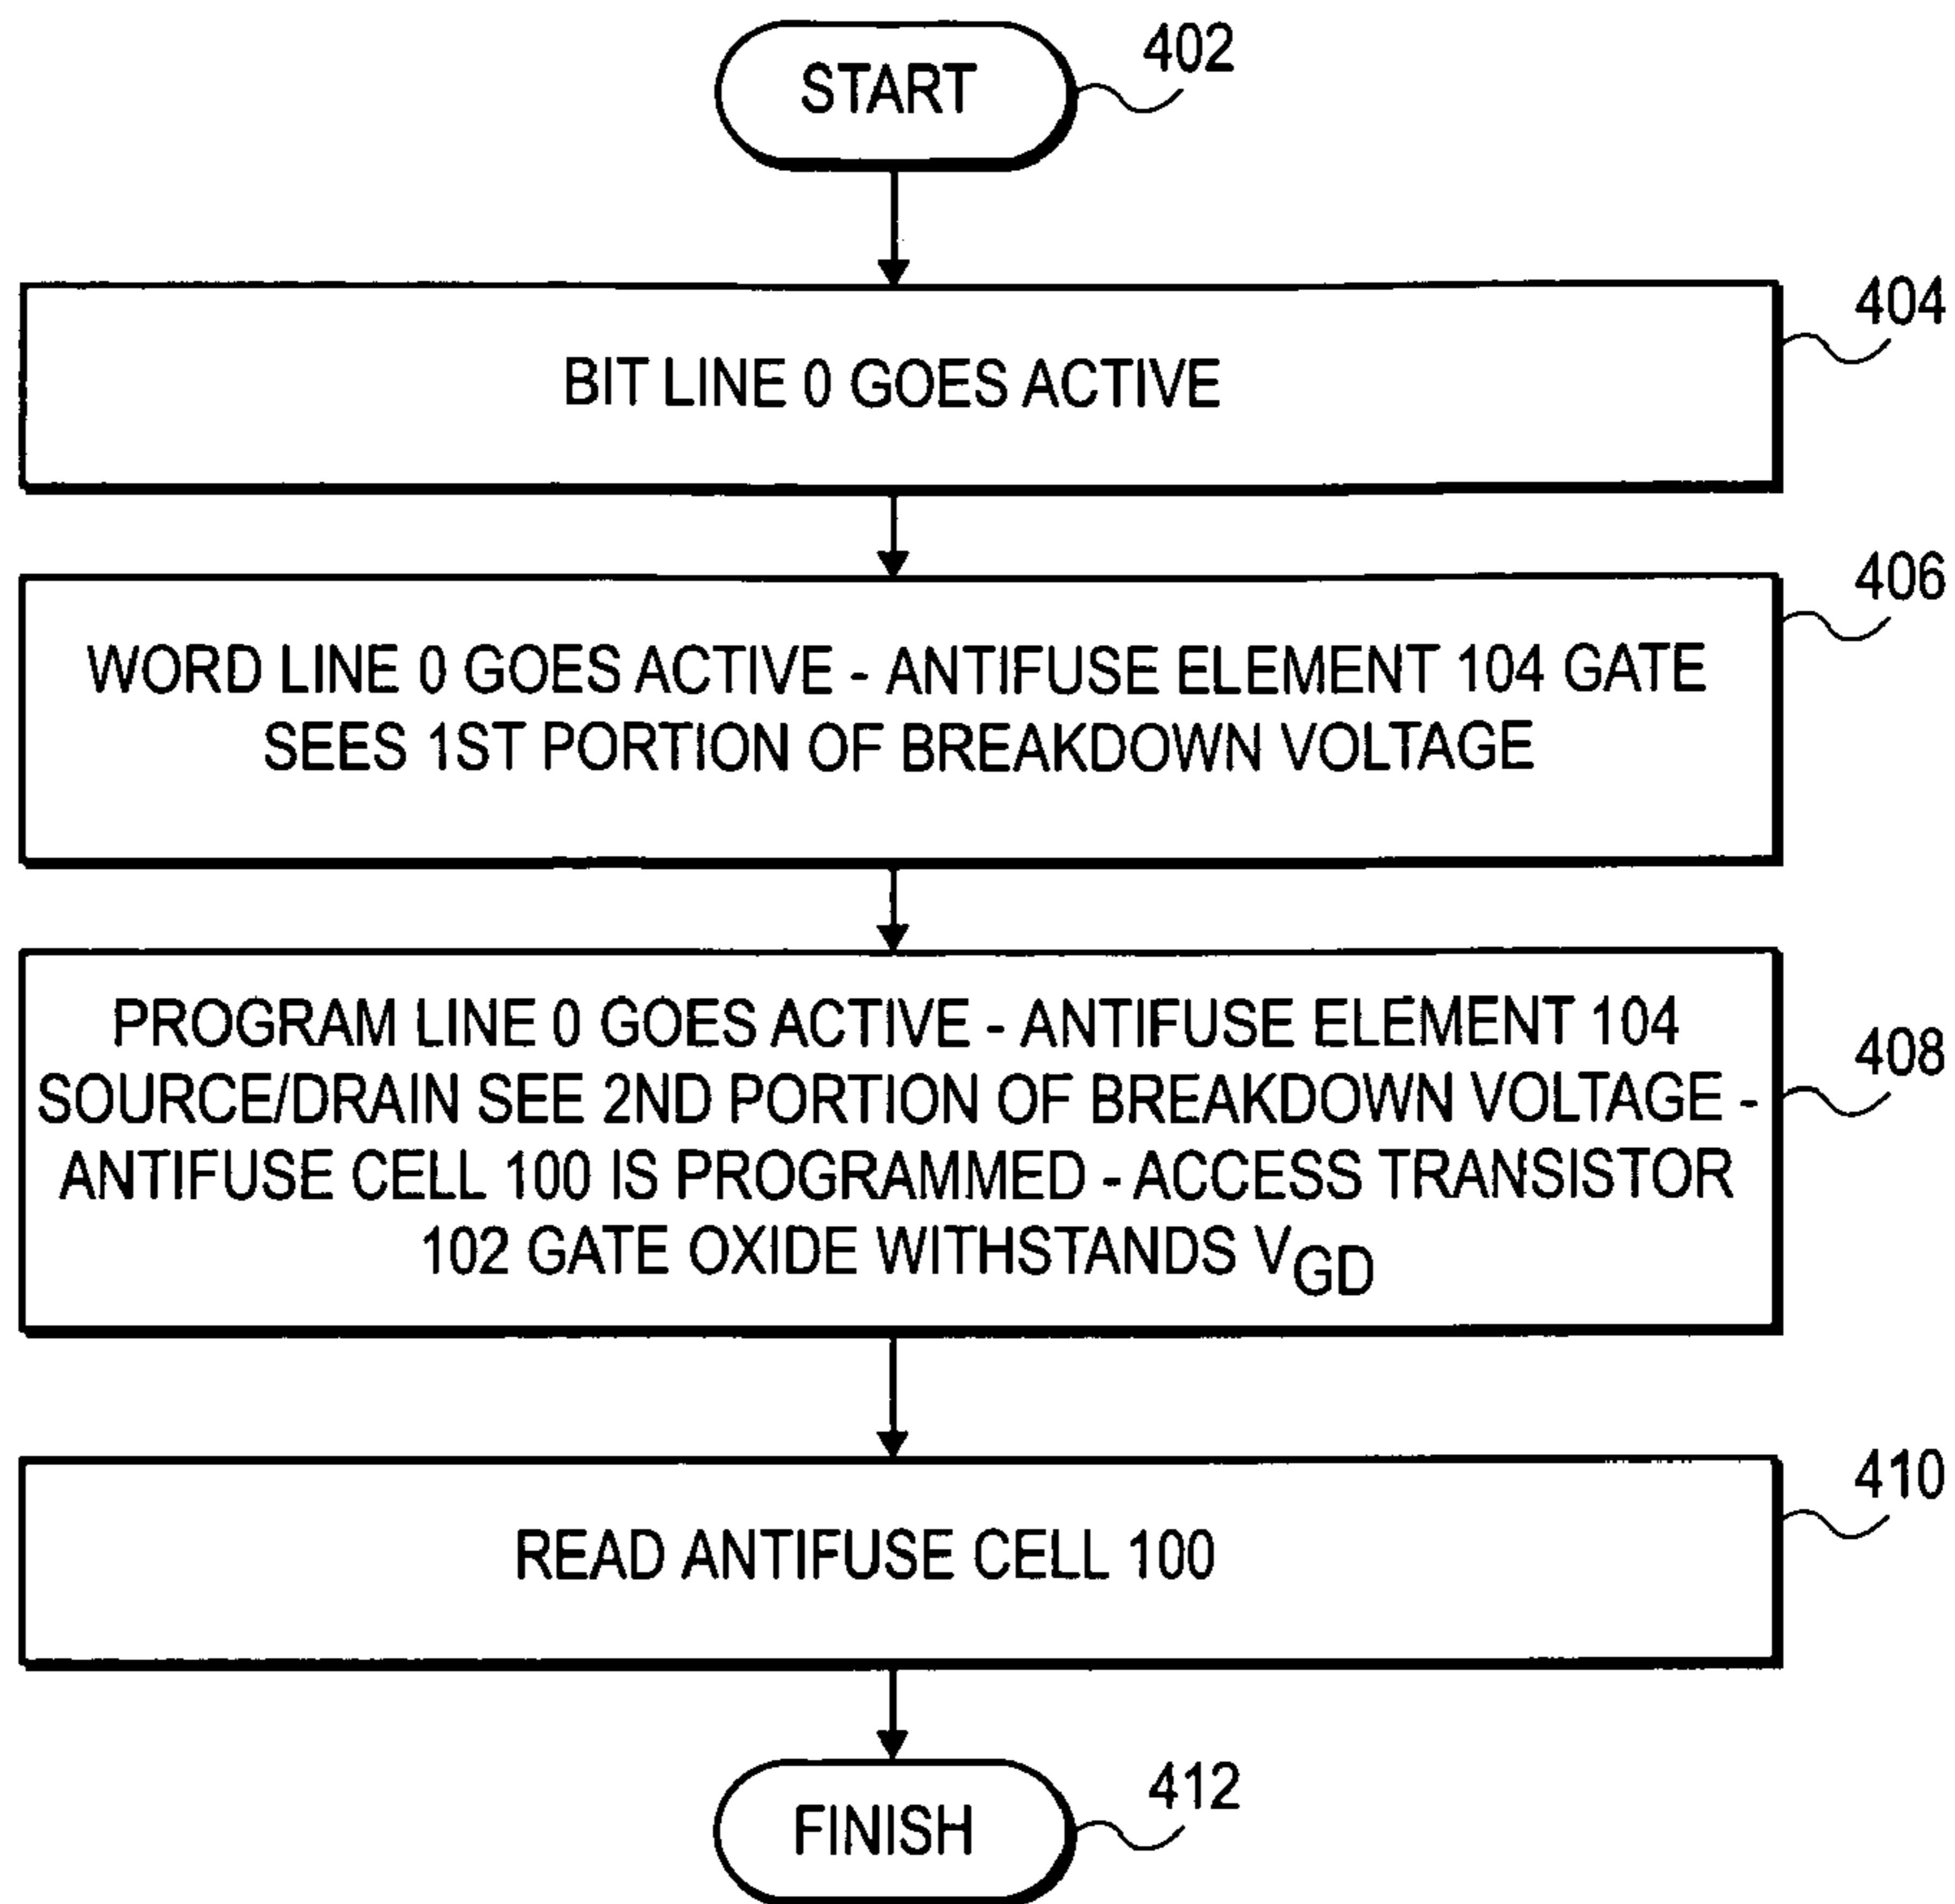 START
402
404
BIT LINE 0 GOES ACTIVE
406
WORD LINE 0 GOES ACTIVE - ANTIFUSE ELEMENT 104 GATE
SEES 1ST PORTION OF BREAKDOWN VOLTAGE
PROGRAM LINE 0 GOES ACTIVE - ANTIFUSE ELEMENT 104
408
SOURCE/DRAIN SEE 2ND PORTION OF BREAKDOWN VOLTAGE -
ANTIFUSE CELL 100 IS PROGRAMMED - ACCESS TRANSISTOR
102 GATE OXIDE WITHSTANDS VGD
410
READ ANTIFUSE CELL 100
412
FINISH